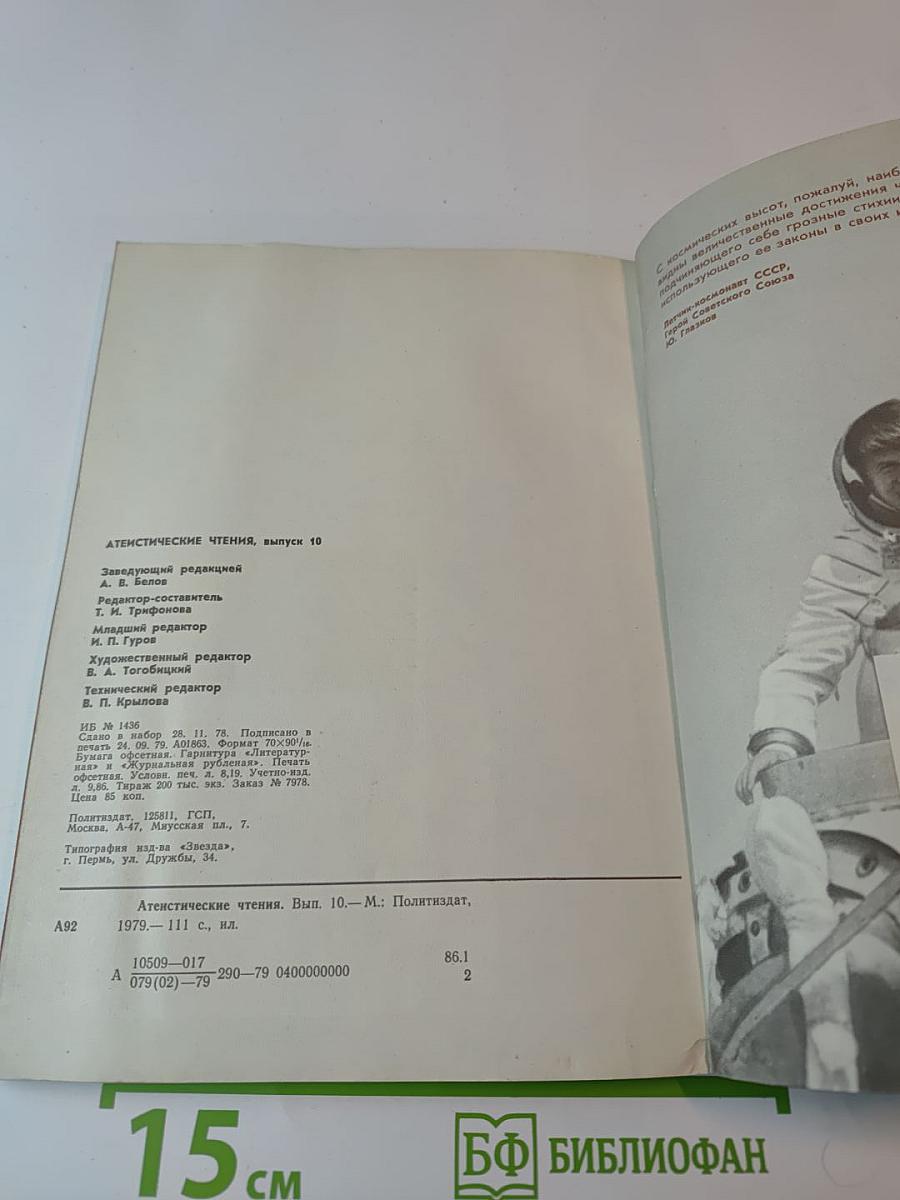 АТЕИСТИЧЕСКИЕ ЧТЕНИЯ, выпуск 10
Заведующий редакцией
А. В. Белов
Редактор-составитель
Т. И. Трифонова
Младший редактор
И. П. Гуров
Художественный редактор
В. А. Тогобицкий
Технический редактор
В. П. Крылова
ИБ № 1436
Сдано в набор 28. 11. 78. Подписано в
печать 24. 09. 79. А01863. Формат 70×90¹/₁₆.
Бумага офсетная. Гарнитура «Литератур-
ная» и «Журнальная рубленая». Печать
офсетная. Условн. печ. л. 8,19. Учетно-изд.
л. 9,86. Тираж 200 тыс. экз. Заказ № 7978.
Цена 85 коп.
Политиздат, 125811, ГСП,
Москва, А-47, Миусская пл., 7.
Типография изд-ва «Звезда»,
г. Пермь, ул. Дружбы, 34.
Атеистические чтения. Вып. 10.— М.: Политиздат,
А92 1979.— 111 с., ил.
А 10509—017/079(02)—79 290—79 0400000000
86.1
2
С космических высот, пожалуй, наиб
видны величественные достижения ч
подчиняющего себе грозные стихии
использующего ее законы в своих и
Летчик-космонавт СССР,
Герой Советского Союза
Ю. Глазков
15 см
БФ БИБЛИОФАН